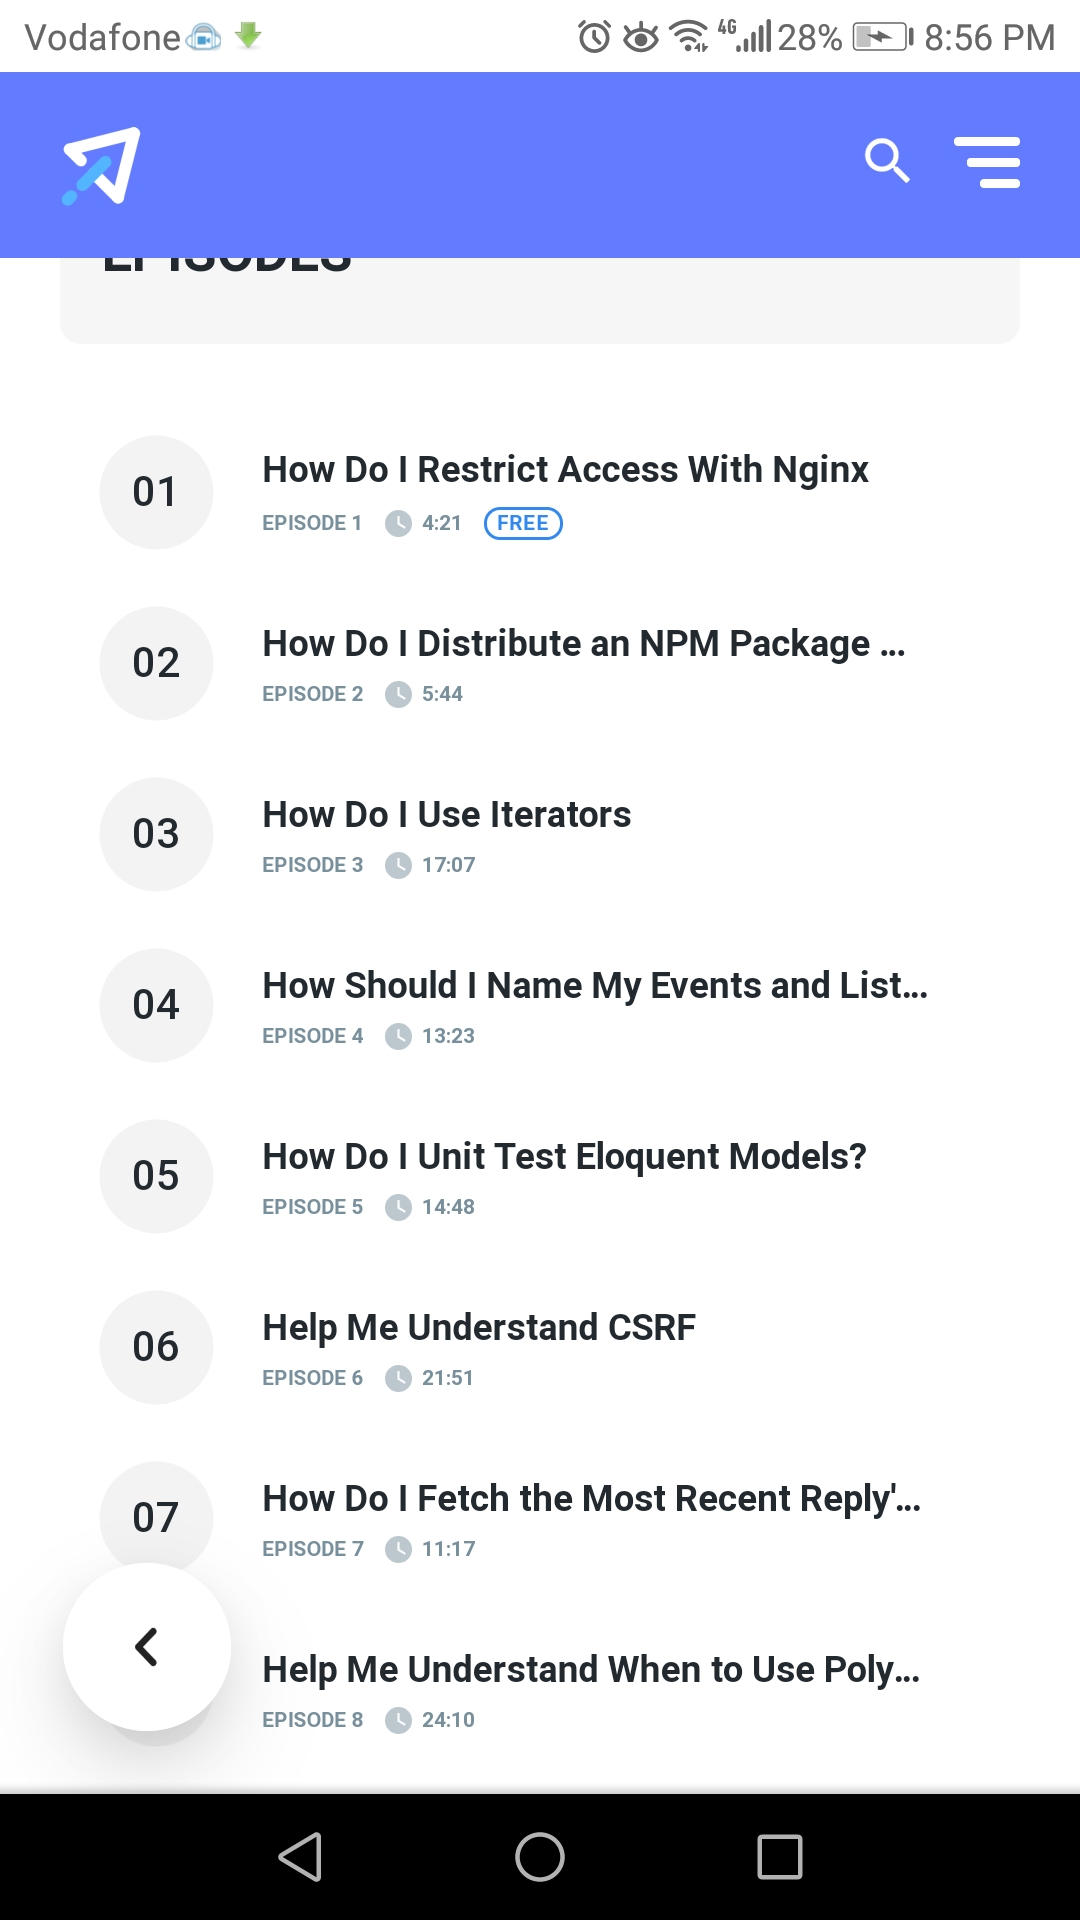 Vodafone 4G 28% 8:56 PM
EPISODES
01 How Do I Restrict Access With Nginx
EPISODE 1 4:21 FREE
02 How Do I Distribute an NPM Package ...
EPISODE 2 5:44
03 How Do I Use Iterators
EPISODE 3 17:07
04 How Should I Name My Events and List...
EPISODE 4 13:23
05 How Do I Unit Test Eloquent Models?
EPISODE 5 14:48
06 Help Me Understand CSRF
EPISODE 6 21:51
07 How Do I Fetch the Most Recent Reply'...
EPISODE 7 11:17
Help Me Understand When to Use Poly...
EPISODE 8 24:10